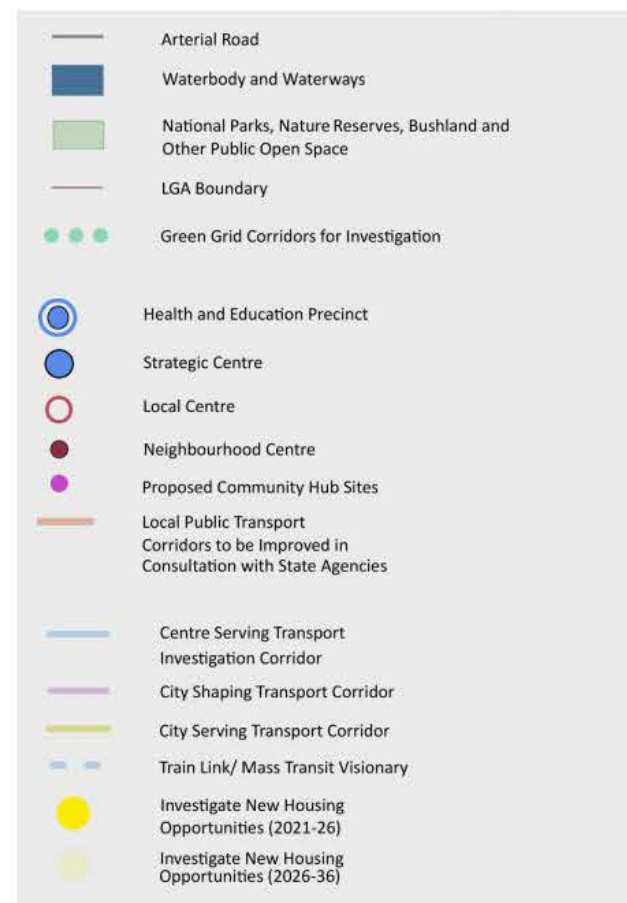 Arterial Road
Waterbody and Waterways
National Parks, Nature Reserves, Bushland and
Other Public Open Space
LGA Boundary
Green Grid Corridors for Investigation
Health and Education Precinct
Strategic Centre
Local Centre
Neighbourhood Centre
Proposed Community Hub Sites
Local Public Transport
Corridors to be Improved in
Consultation with State Agencies
Centre Serving Transport
Investigation Corridor
City Shaping Transport Corridor
City Serving Transport Corridor
Train Link/ Mass Transit Visionary
Investigate New Housing
Opportunities (2021-26)
Investigate New Housing
Opportunities (2026-36)